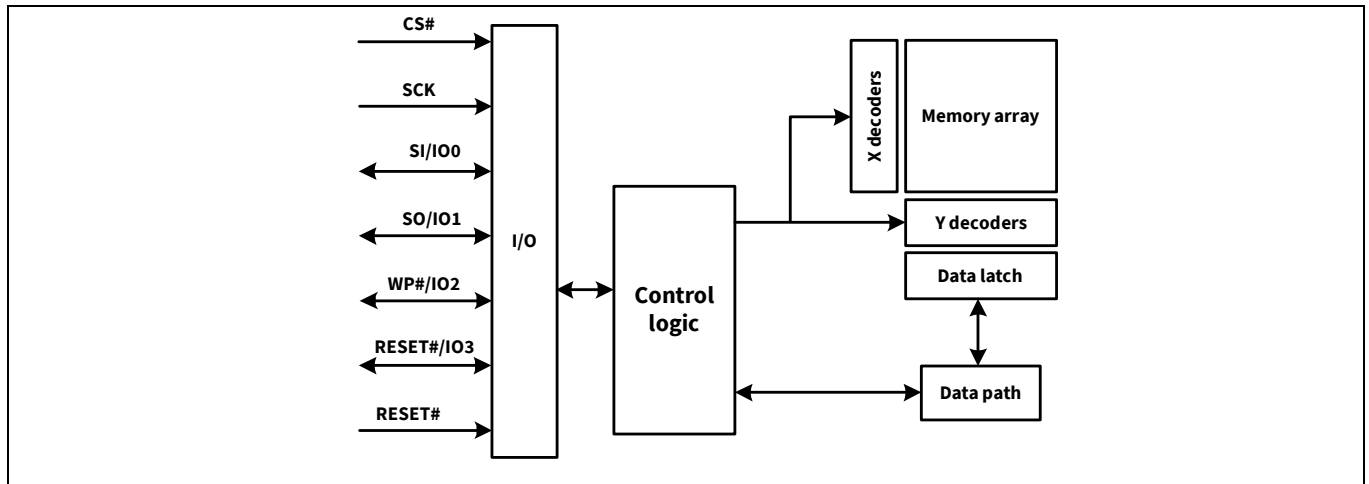 CS#
SCK
SI/IO0
SO/IO1
WP#/IO2
RESET#/IO3
RESET#
I/O
Control
logic
X decoders
Memory array
Y decoders
Data latch
Data path